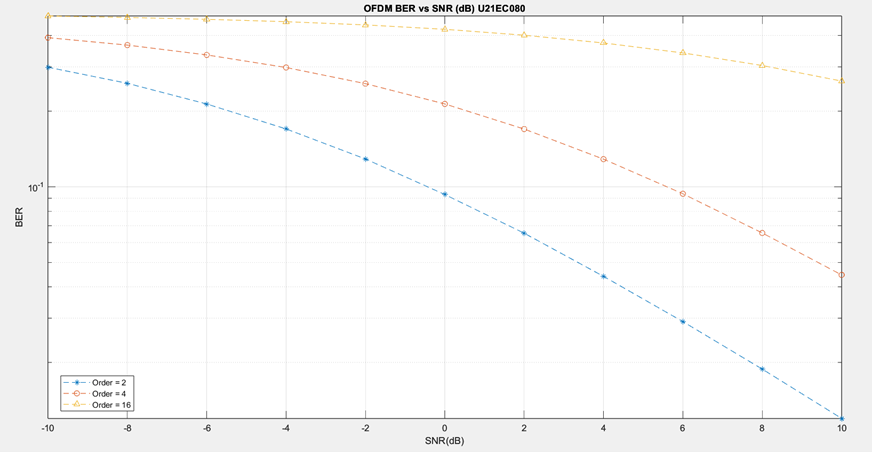 OFDM BER vs SNR (dB) U21EC080
BER
10-1
Order = 2
Order = 4
Order = 16
-10 -8 -6 -4 -2 0 2 4 6 8 10
SNR(dB)